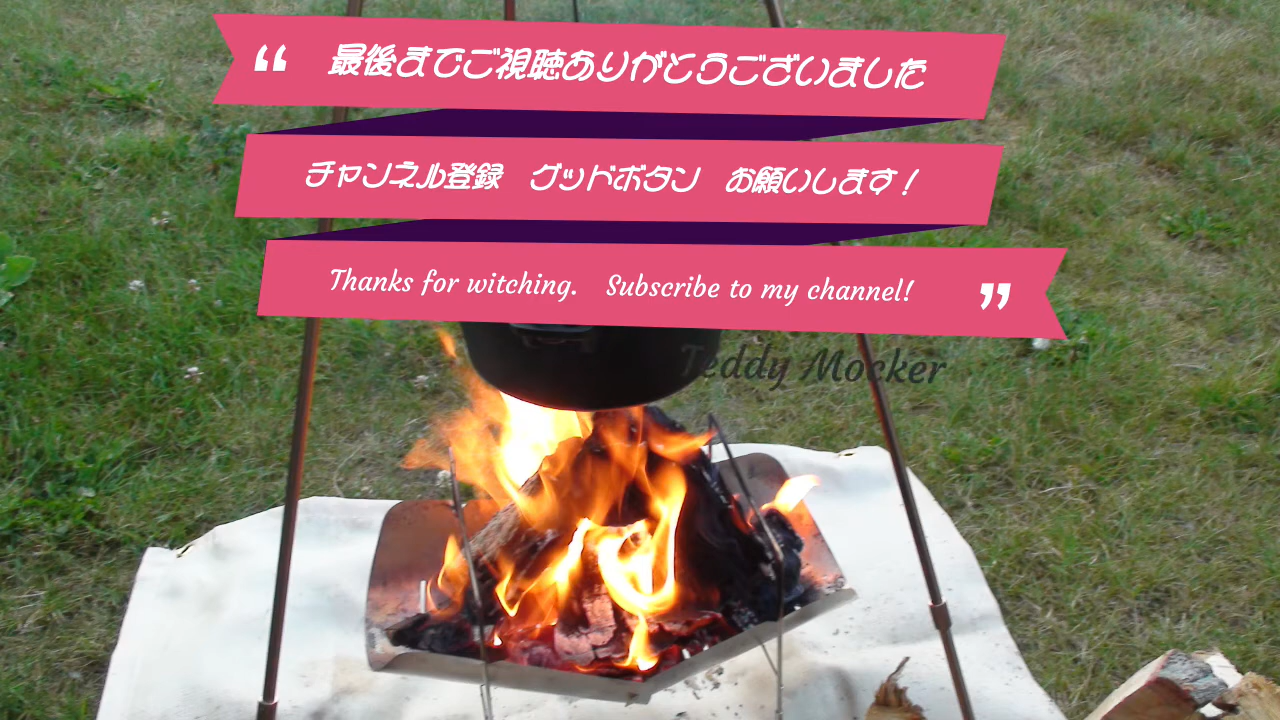 “ 最後までご視聴ありがとうございました
チャンネル登録　グッドボタン　お願いします！
Thanks for witching.　Subscribe to my channel! ”
Teddy Mocker